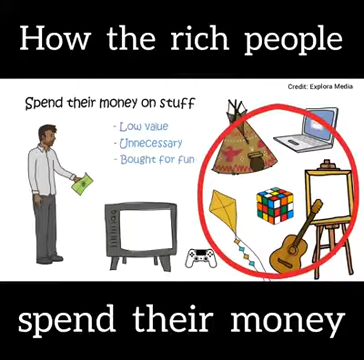 How the rich people
Credit: Explora Media
Spend their money on stuff
- Low value
- Unnecessary
- Bought for fun
spend their money